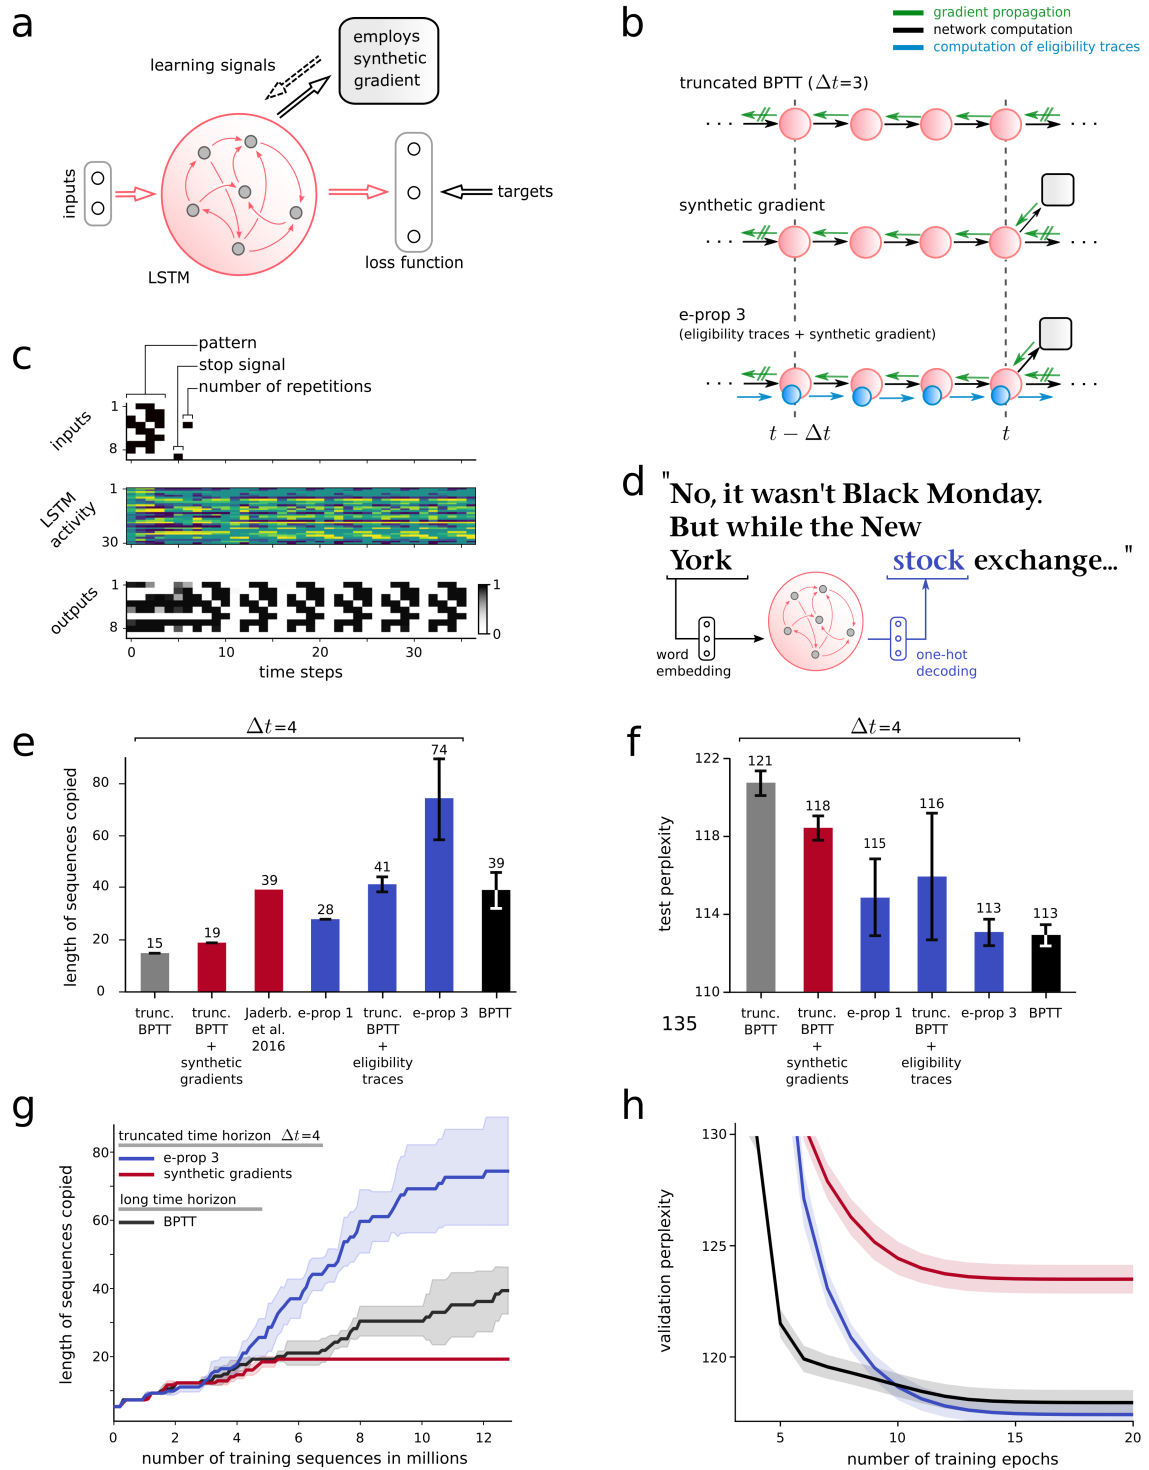 a
employs
synthetic
gradient
learning signals
inputs
targets
loss function
LSTM
b
gradient propagation
network computation
computation of eligibility traces
truncated BPTT (Δt=3)
· · ·
· · ·
synthetic gradient
· · ·
· · ·
e-prop 3
(eligibility traces + synthetic gradient)
· · ·
· · ·
t − Δt
t
c
pattern
stop signal
number of repetitions
inputs
1
8
LSTM
activity
1
30
outputs
1
8
1
0
0
10
20
30
time steps
d
"No, it wasn't Black Monday.
But while the New
York stock exchange... "
word
embedding
one-hot
decoding
e
Δt=4
length of sequences copied
80
60
40
20
0
15
19
39
28
41
74
39
trunc.
BPTT
trunc.
BPTT
+
synthetic
gradients
Jaderb.
et al.
2016
e-prop 1
trunc.
BPTT
+
eligibility
traces
e-prop 3
BPTT
f
Δt=4
test perplexity
122
118
114
110
121
118
115
116
113
113
135
trunc.
BPTT
trunc.
BPTT
+
synthetic
gradients
e-prop 1
trunc.
BPTT
+
eligibility
traces
e-prop 3
BPTT
g
truncated time horizon Δt=4
e-prop 3
synthetic gradients
long time horizon
BPTT
length of sequences copied
80
60
40
20
0
2
4
6
8
10
12
number of training sequences in millions
h
validation perplexity
130
125
120
5
10
15
20
number of training epochs